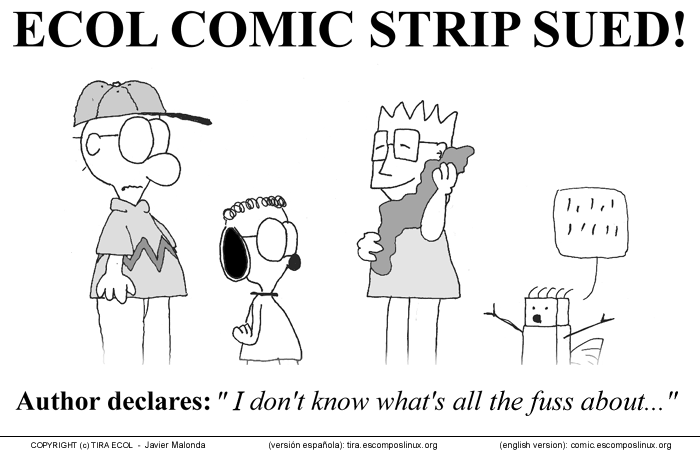 ECOL COMIC STRIP SUED!
Author declares: "I don't know what's all the fuss about..."
COPYRIGHT (c) TIRA ECOL - Javier Malonda (versión española): tira.escomposlinux.org (english version): comic.escomposlinux.org